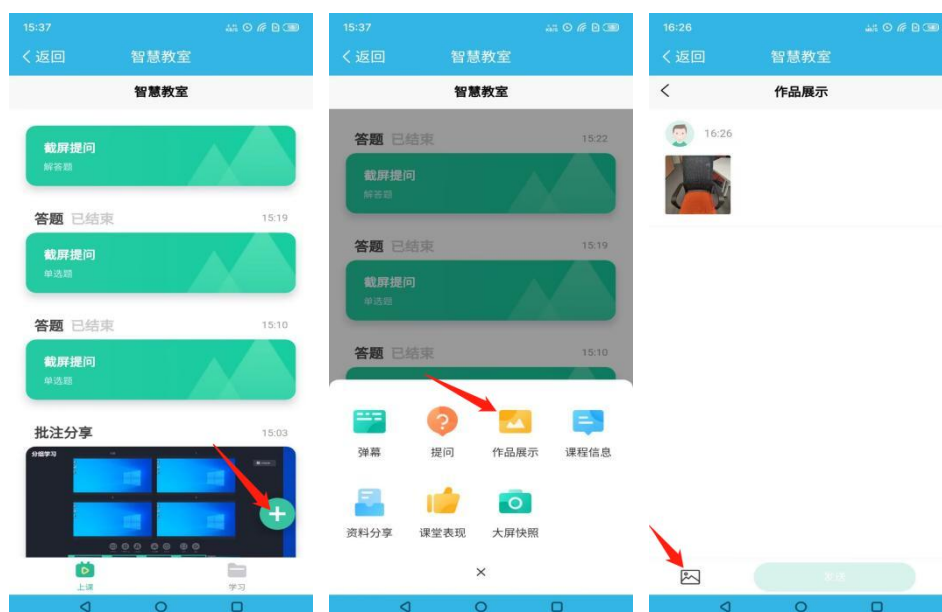 15:37
返回
智慧教室
智慧教室
截屏提问
解答题
答题 已结束
15:19
截屏提问
单选题
答题 已结束
15:10
截屏提问
单选题
批注分享
15:03
分组学习
上课
学习
15:37
返回
智慧教室
智慧教室
答题 已结束
15:22
截屏提问
解答题
答题 已结束
15:19
截屏提问
单选题
答题 已结束
15:10
弹幕
提问
作品展示
课程信息
资料分享
课堂表现
大屏快照
16:26
返回
智慧教室
作品展示
16:26
发送